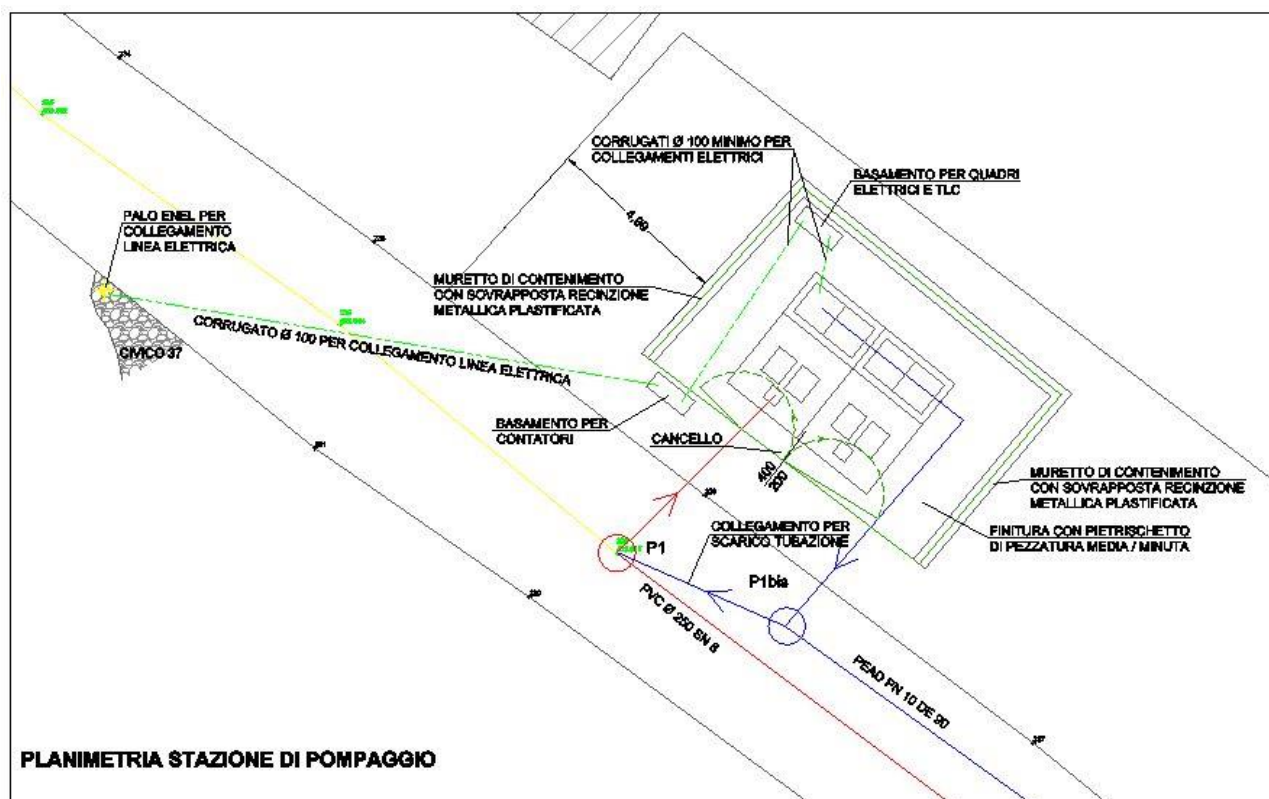 CORRUGATI Ø 100 MINIMO PER
COLLEGAMENTI ELETTRICI
BASAMENTO PER QUADRI
ELETTRICI E TLC
PALO ENEL PER
COLLEGAMENTO
LINEA ELETTRICA
4,99
MURETTO DI CONTENIMENTO
CON SOVRAPPOSTA RECINZIONE
METALLICA PLASTIFICATA
CORRUGATO Ø 100 PER COLLEGAMENTO LINEA ELETTRICA
CIVICO 37
BASAMENTO PER
CONTATORI
CANCELLO
400
200
MURETTO DI CONTENIMENTO
CON SOVRAPPOSTA RECINZIONE
METALLICA PLASTIFICATA
FINITURA CON PIETRISCHETTO
DI PEZZATURA MEDIA / MINUTA
COLLEGAMENTO PER
SCARICO TUBAZIONE
P1
P1bis
PVC Ø 250 SN 8
PEAD PN 10 DE 90
PLANIMETRIA STAZIONE DI POMPAGGIO